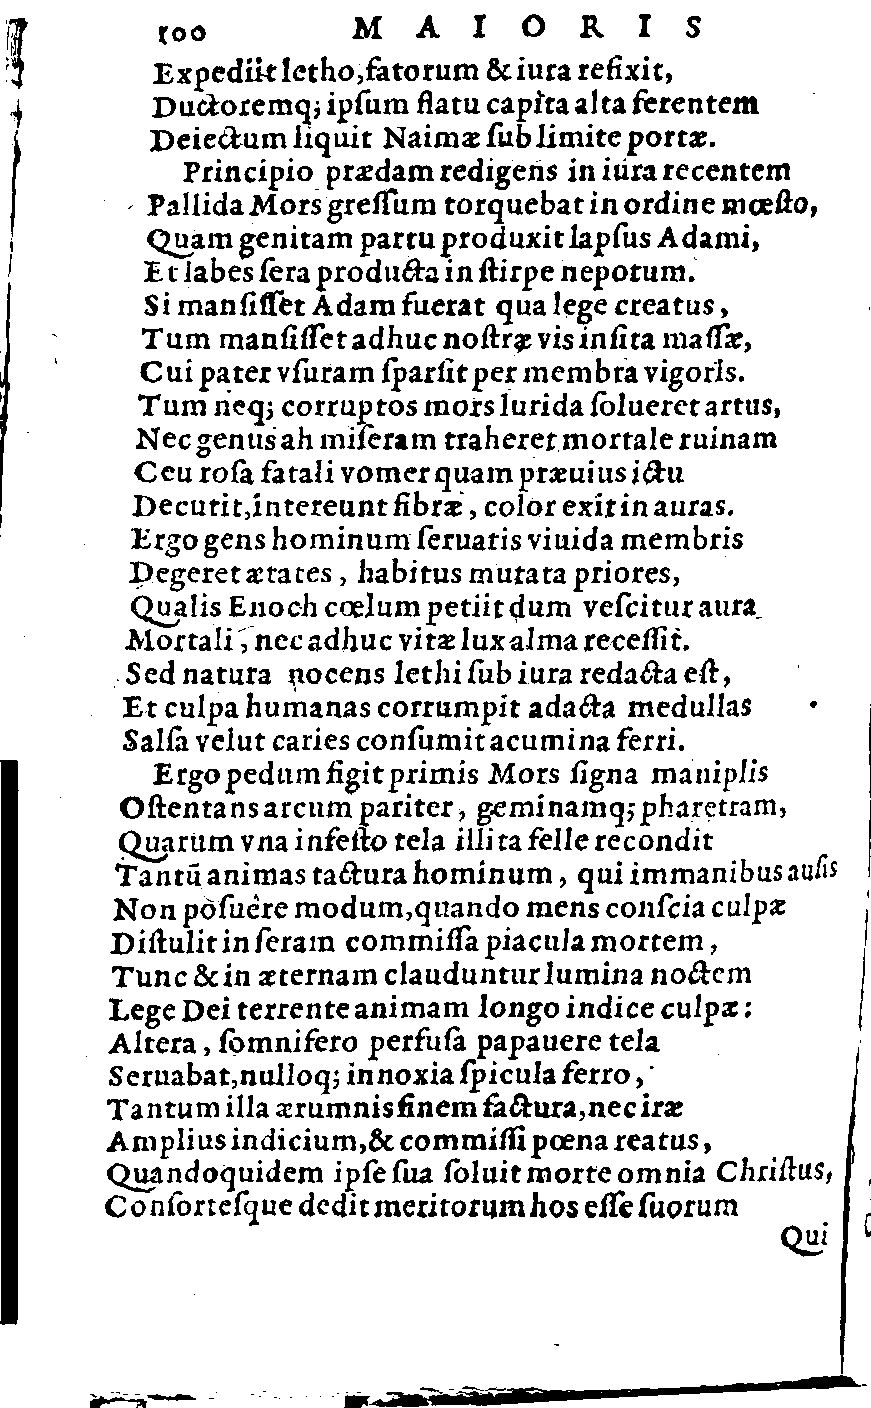 100 MAIORIS
Expediit letho, fatorum & iura refixit,
Ductoremq; ipſum flatu capita alta ferentem
Deiectum liquit Naimæ ſub limite portæ.
Principio prædam redigens in iura recentem
Pallida Mors greſſum torquebat in ordine mœſto,
Quam genitam partu produxit lapſus Adami,
Et labes ſera producta in ſtirpe nepotum.
Si manſiſſet Adam fuerat qua lege creatus,
Tum manſiſſet adhuc noſtræ vis inſita maſſæ,
Cui pater vſuram ſparſit per membra vigoris.
Tum neq; corruptos mors lurida ſolueret artus,
Nec genus ah miſeram traheret mortale ruinam
Ceu roſa fatali vomer quam præuius ictu
Decutit, intereunt fibræ, color exit in auras.
Ergo gens hominum ſeruatis viuida membris
Degeret ætates, habitus mutata priores,
Qualis Enoch cœlum petiit dum veſcitur aura
Mortali, nec adhuc vitæ lux alma receſſit.
Sed natura nocens lethi ſub iura redacta eſt,
Et culpa humanas corrumpit adacta medullas
Salſa velut caries conſumit acumina ferri.
Ergo pedum figit primis Mors ſigna maniplis
Oſtentans arcum pariter, geminamq; pharetram,
Quarum vna infeſto tela illita felle recondit
Tantū animas tactura hominum, qui immanibus auſis
Non poſuêre modum, quando mens conſcia culpæ
Diſtulit in ſeram commiſſa piacula mortem,
Tunc & in æternam clauduntur lumina noctem
Lege Dei terrente animam longo indice culpæ:
Altera, ſomnifero perfuſa papauere tela
Seruabat, nulloq; innoxia ſpicula ferro,
Tantum illa ærumnis finem factura, nec iræ
Amplius indicium, & commiſſi pœna reatus,
Quandoquidem ipſe ſua ſoluit morte omnia Chriſtus,
Conſorteſque dedit meritorum hos eſſe ſuorum
Qui